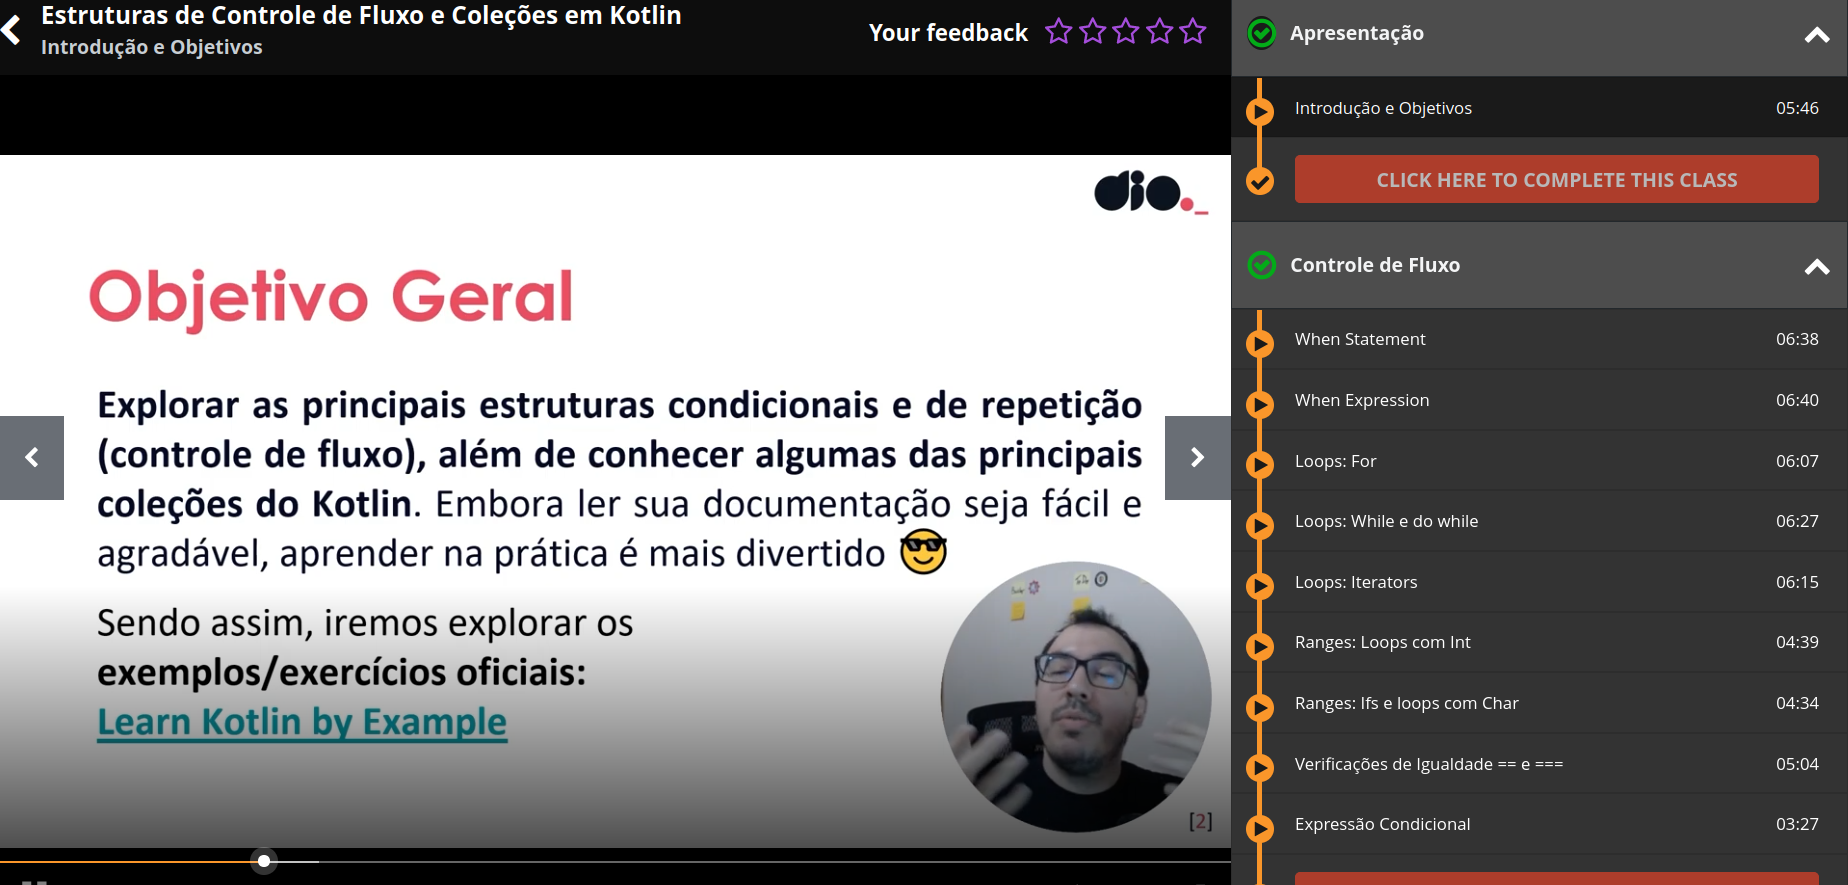 Estruturas de Controle de Fluxo e Coleções em Kotlin
Introdução e Objetivos
Your feedback
dio._
Objetivo Geral
Explorar as principais estruturas condicionais e de repetição
(controle de fluxo), além de conhecer algumas das principais
coleções do Kotlin. Embora ler sua documentação seja fácil e
agradável, aprender na prática é mais divertido 😎
Sendo assim, iremos explorar os
exemplos/exercícios oficiais:
Learn Kotlin by Example
[2]
Apresentação
Introdução e Objetivos 05:46
CLICK HERE TO COMPLETE THIS CLASS
Controle de Fluxo
When Statement 06:38
When Expression 06:40
Loops: For 06:07
Loops: While e do while 06:27
Loops: Iterators 06:15
Ranges: Loops com Int 04:39
Ranges: Ifs e loops com Char 04:34
Verificações de Igualdade == e === 05:04
Expressão Condicional 03:27